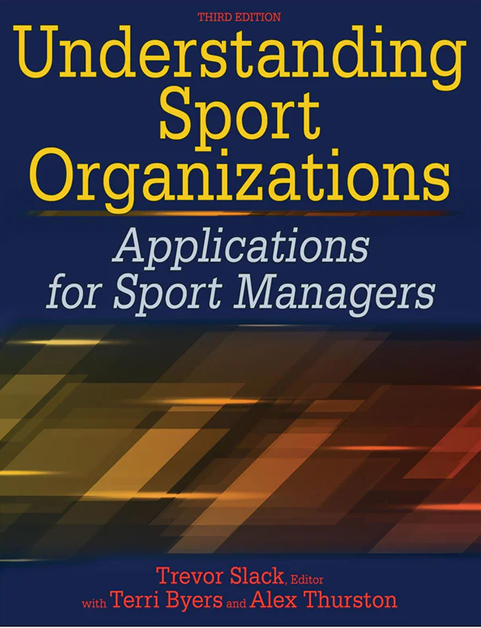 THIRD EDITION
Understanding
Sport
Organizations
Applications
for Sport Managers
Trevor Slack, Editor
with Terri Byers and Alex Thurston